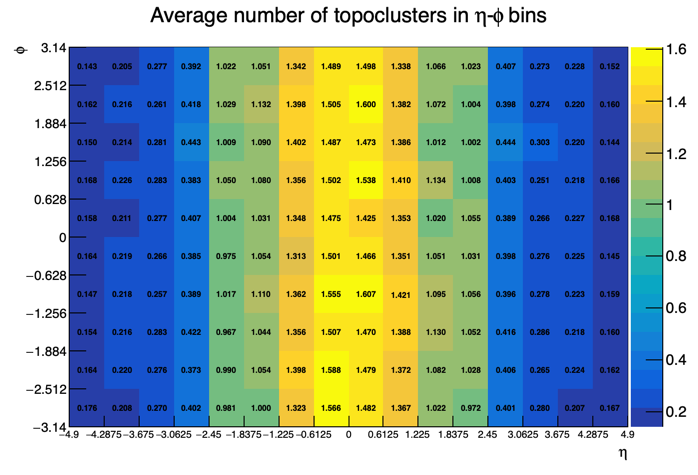 Average number of topoclusters in η-ϕ bins
ϕ
3.14
0.143 0.205 0.277 0.392 1.022 1.051 1.342 1.489 1.498 1.338 1.066 1.023 0.407 0.273 0.228 0.152
2.512
0.162 0.216 0.261 0.418 1.029 1.132 1.398 1.505 1.600 1.382 1.072 1.004 0.398 0.274 0.220 0.160
1.884
0.150 0.214 0.281 0.443 1.009 1.090 1.402 1.487 1.473 1.386 1.012 1.002 0.444 0.303 0.220 0.144
1.256
0.168 0.226 0.283 0.383 1.050 1.080 1.356 1.502 1.538 1.410 1.134 1.008 0.403 0.251 0.218 0.166
0.628
0.158 0.211 0.277 0.407 1.004 1.031 1.348 1.475 1.425 1.353 1.020 1.055 0.389 0.266 0.227 0.168
0
0.164 0.219 0.266 0.385 0.975 1.054 1.313 1.501 1.466 1.351 1.051 1.031 0.398 0.276 0.225 0.145
−0.628
0.147 0.218 0.257 0.389 1.017 1.110 1.362 1.555 1.607 1.421 1.095 1.056 0.396 0.278 0.223 0.159
−1.256
0.154 0.216 0.283 0.422 0.967 1.044 1.356 1.507 1.470 1.388 1.130 1.052 0.416 0.286 0.218 0.160
−1.884
0.164 0.220 0.276 0.373 0.990 1.054 1.398 1.588 1.479 1.372 1.082 1.028 0.406 0.265 0.224 0.162
−2.512
0.176 0.208 0.270 0.402 0.981 1.000 1.323 1.566 1.482 1.367 1.022 0.972 0.401 0.280 0.207 0.167
−3.14
−4.9 −4.2875 −3.675 −3.0625 −2.45 −1.8375 −1.225 −0.6125 0 0.6125 1.225 1.8375 2.45 3.0625 3.675 4.2875 4.9
η
1.6
1.4
1.2
1
0.8
0.6
0.4
0.2